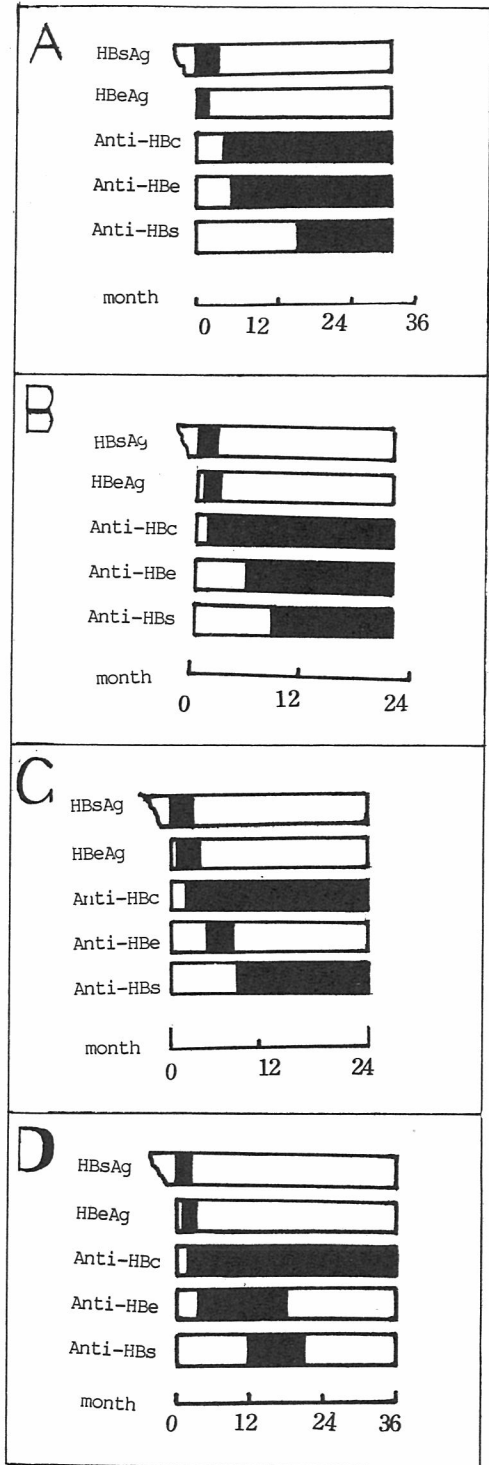 A
HBsAg
HBeAg
Anti-HBc
Anti-HBe
Anti-HBs
month
0 12 24 36
B
HBsAg
HBeAg
Anti-HBc
Anti-HBe
Anti-HBs
month
0 12 24
C
HBsAg
HBeAg
Anti-HBc
Anti-HBe
Anti-HBs
month
0 12 24
D
HBsAg
HBeAg
Anti-HBc
Anti-HBe
Anti-HBs
month
0 12 24 36